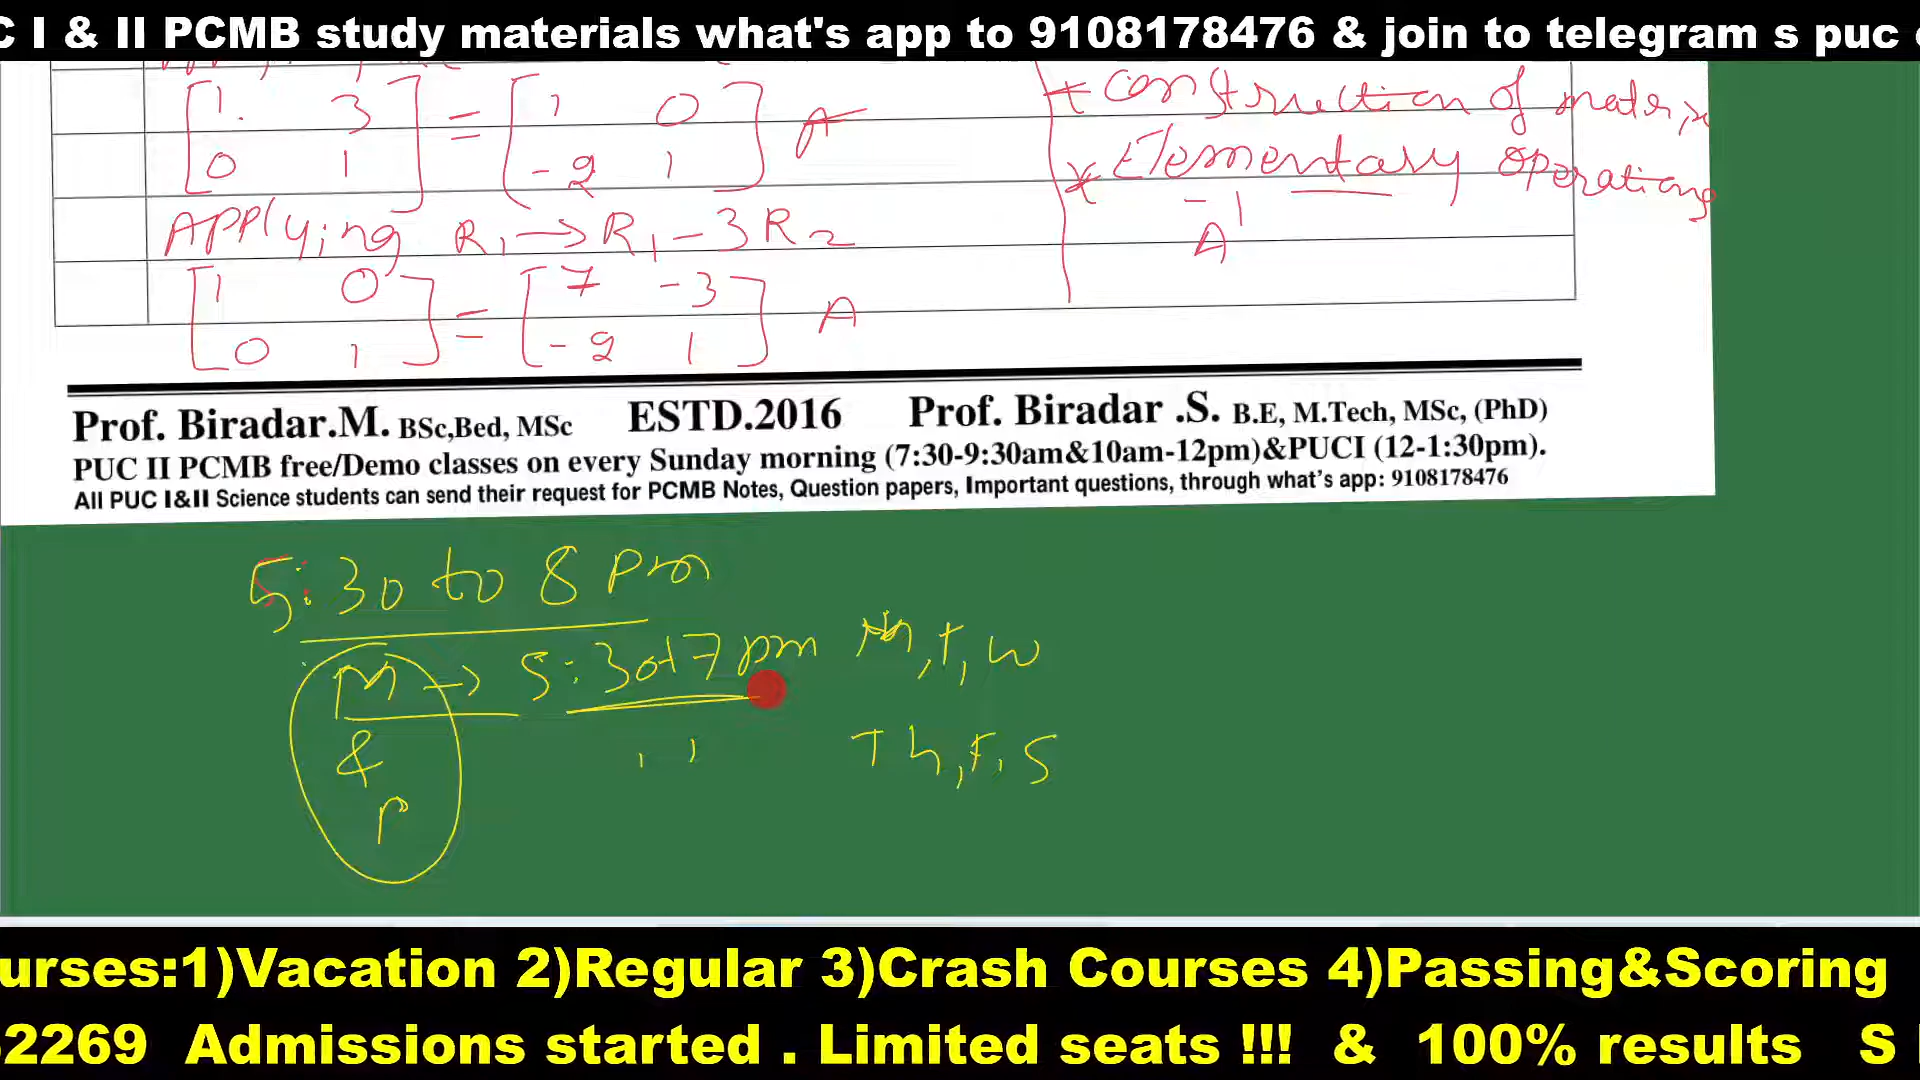 C I & II PCMB study materials what's app to 9108178476 & join to telegram s puc
[1 3 = [1 0 A
0 1] -2 1]
Applying R1 → R1 - 3R2
[1 0 = [7 -3 A
0 1] -2 1]
* Construction of matrix
* Elementary operations
A-1
Prof. Biradar.M. BSc,Bed, MSc ESTD.2016 Prof. Biradar .S. B.E, M.Tech, MSc, (PhD)
PUC II PCMB free/Demo classes on every Sunday morning (7:30-9:30am&10am-12pm)&PUCI (12-1:30pm).
All PUC I&II Science students can send their request for PCMB Notes, Question papers, Important questions, through what's app: 9108178476
5:30 to 8 pm
M → 5:30 7 pm M, T, W
&
P " Th, F, S
urses:1)Vacation 2)Regular 3)Crash Courses 4)Passing&Scoring
2269 Admissions started . Limited seats !!! & 100% results S